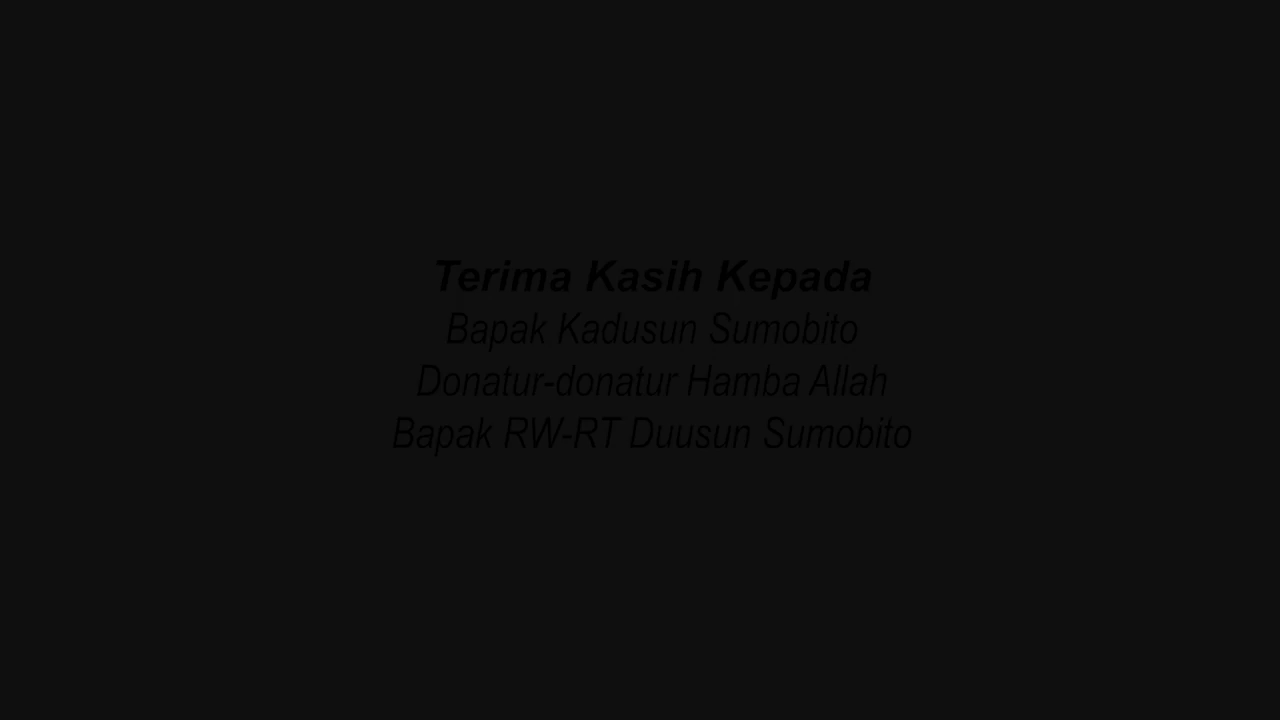 Terima Kasih Kepada
Bapak Kadusun Sumobito
Donatur-donatur Hamba Allah
Bapak RW-RT Duusun Sumobito